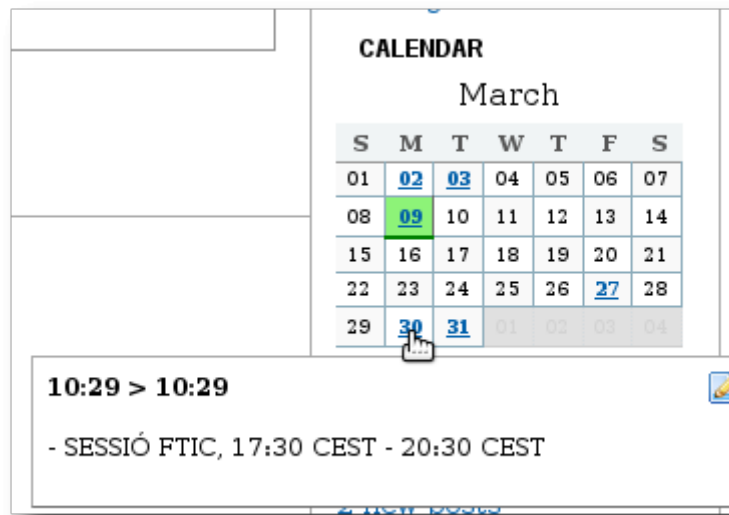 CALENDAR
March
S M T W T F S
01 02 03 04 05 06 07
08 09 10 11 12 13 14
15 16 17 18 19 20 21
22 23 24 25 26 27 28
29 30 31 01 02 03 04
10:29 > 10:29
- SESSIÓ FTIC, 17:30 CEST - 20:30 CEST
2 new posts